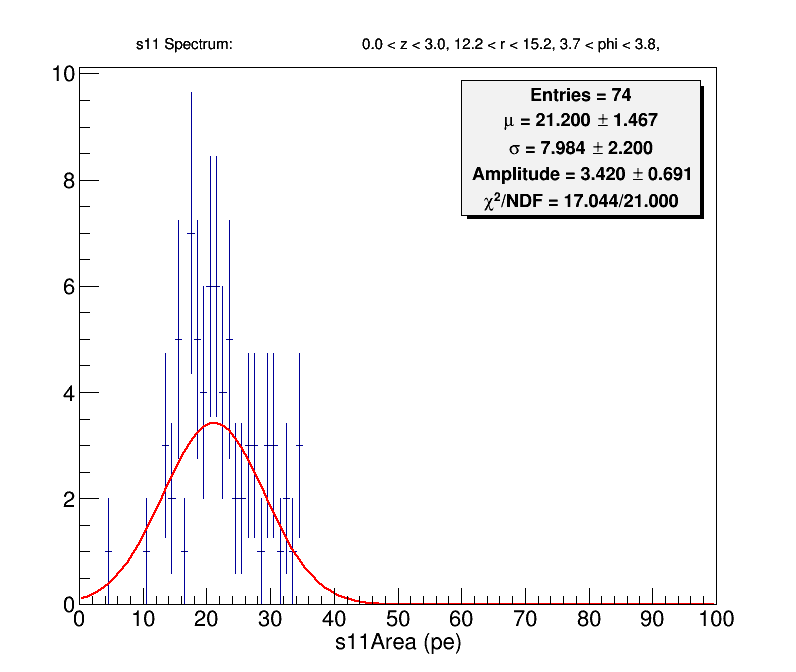 s11 Spectrum: 0.0 < z < 3.0, 12.2 < r < 15.2, 3.7 < phi < 3.8,
Entries = 74
μ = 21.200 ± 1.467
σ = 7.984 ± 2.200
Amplitude = 3.420 ± 0.691
χ²/NDF = 17.044/21.000
10
8
6
4
2
0
0 10 20 30 40 50 60 70 80 90 100
s11Area (pe)